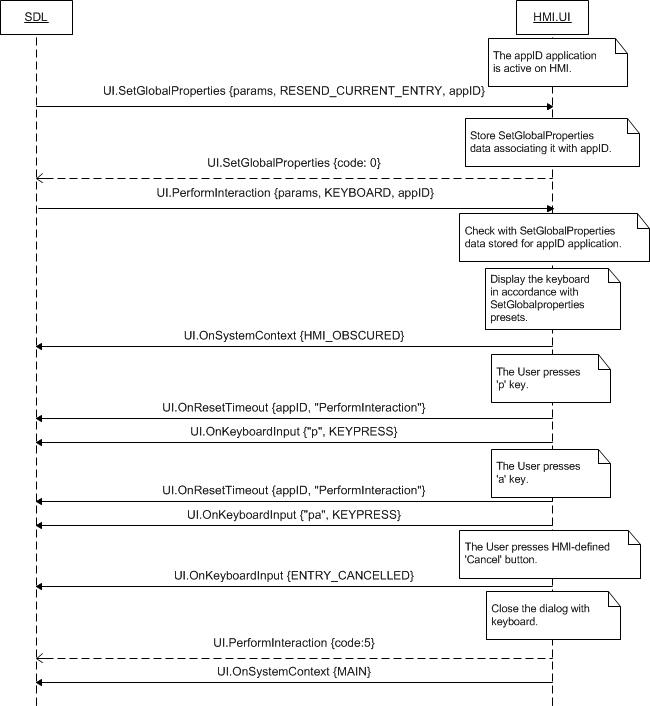 SDL
HMI.UI
The appID application
is active on HMI.
UI.SetGlobalProperties {params, RESEND_CURRENT_ENTRY, appID}
Store SetGlobalProperties
data associating it with appID.
UI.SetGlobalProperties {code: 0}
UI.PerformInteraction {params, KEYBOARD, appID}
Check with SetGlobalProperties
data stored for appID application.
Display the keyboard
in accordance with
SetGlobalproperties
presets.
UI.OnSystemContext {HMI_OBSCURED}
The User presses
'p' key.
UI.OnResetTimeout {appID, "PerformInteraction"}
UI.OnKeyboardInput {"p", KEYPRESS}
The User presses
'a' key.
UI.OnResetTimeout {appID, "PerformInteraction"}
UI.OnKeyboardInput {"pa", KEYPRESS}
The User presses HMI-defined
'Cancel' button.
UI.OnKeyboardInput {ENTRY_CANCELLED}
Close the dialog with
keyboard.
UI.PerformInteraction {code:5}
UI.OnSystemContext {MAIN}